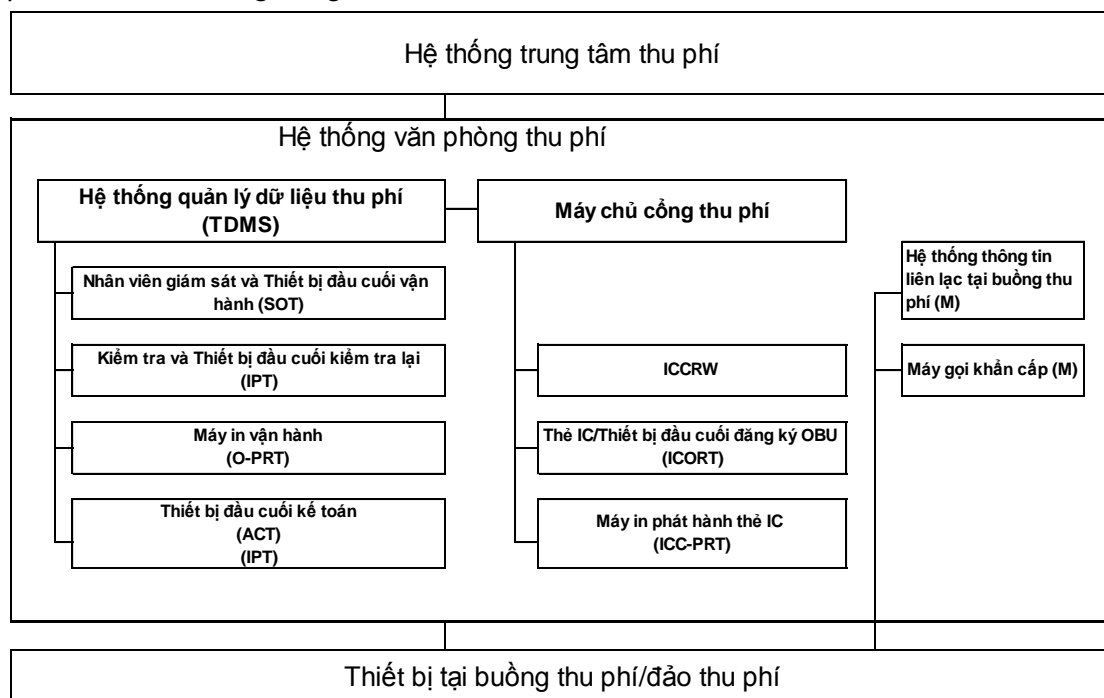 Hệ thống trung tâm thu phí
Hệ thống văn phòng thu phí
Hệ thống quản lý dữ liệu thu phí
(TDMS)
Máy chủ cổng thu phí
Nhân viên giám sát và Thiết bị đầu cuối vận
hành (SOT)
Kiểm tra và Thiết bị đầu cuối kiểm tra lại
(IPT)
Máy in vận hành
(O-PRT)
Thiết bị đầu cuối kế toán
(ACT)
(IPT)
ICCRW
Thẻ IC/Thiết bị đầu cuối đăng ký OBU
(ICORT)
Máy in phát hành thẻ IC
(ICC-PRT)
Hệ thống thông tin
liên lạc tại buồng thu
phí (M)
Máy gọi khẩn cấp (M)
Thiết bị tại buồng thu phí/đảo thu phí